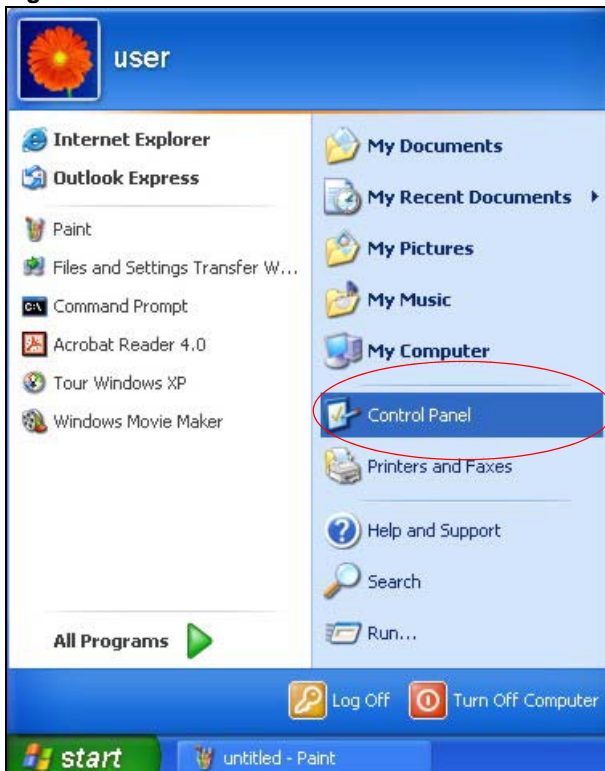 user
Internet Explorer
Outlook Express
Paint
Files and Settings Transfer W...
Command Prompt
Acrobat Reader 4.0
Tour Windows XP
Windows Movie Maker
All Programs
My Documents
My Recent Documents
My Pictures
My Music
My Computer
Control Panel
Printers and Faxes
Help and Support
Search
Run...
Log Off
Turn Off Computer
start
untitled - Paint